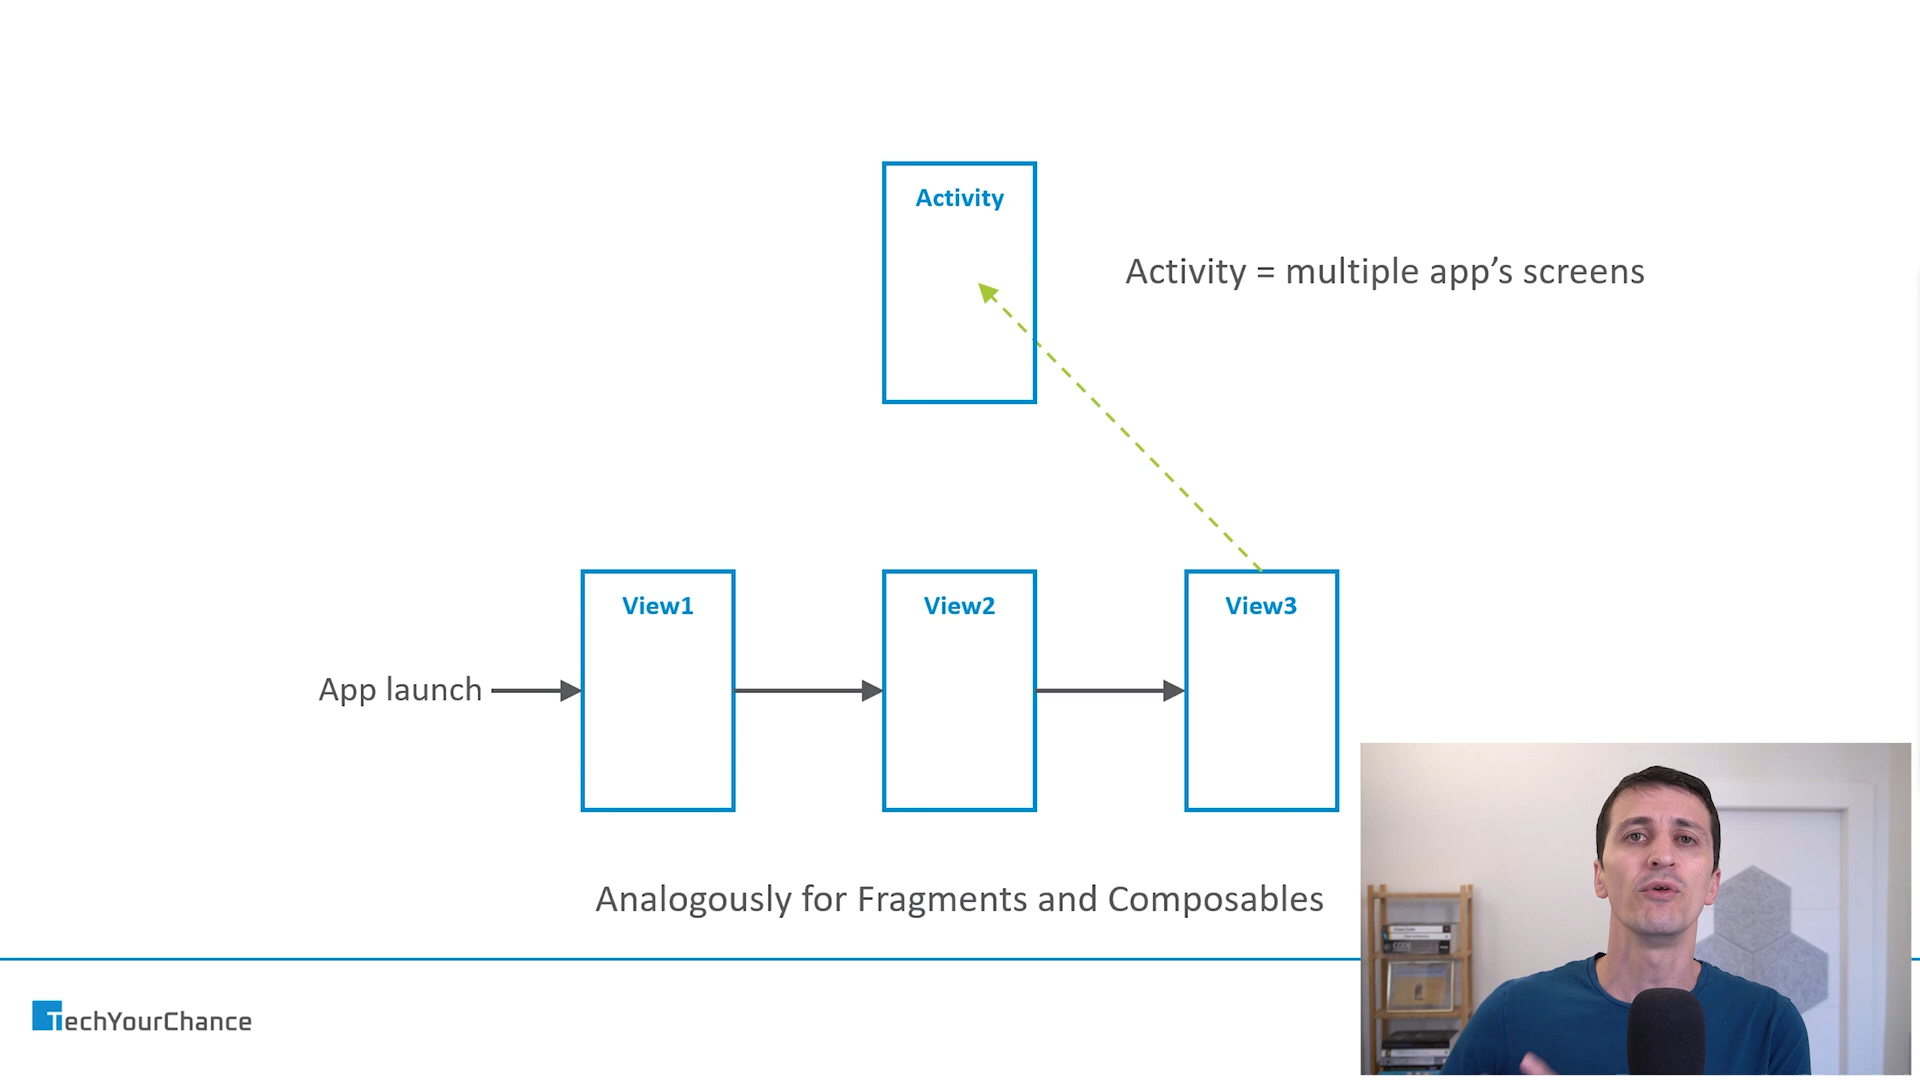 Activity
Activity = multiple app’s screens
View1
View2
View3
App launch
Analogously for Fragments and Composables
TechYourChance